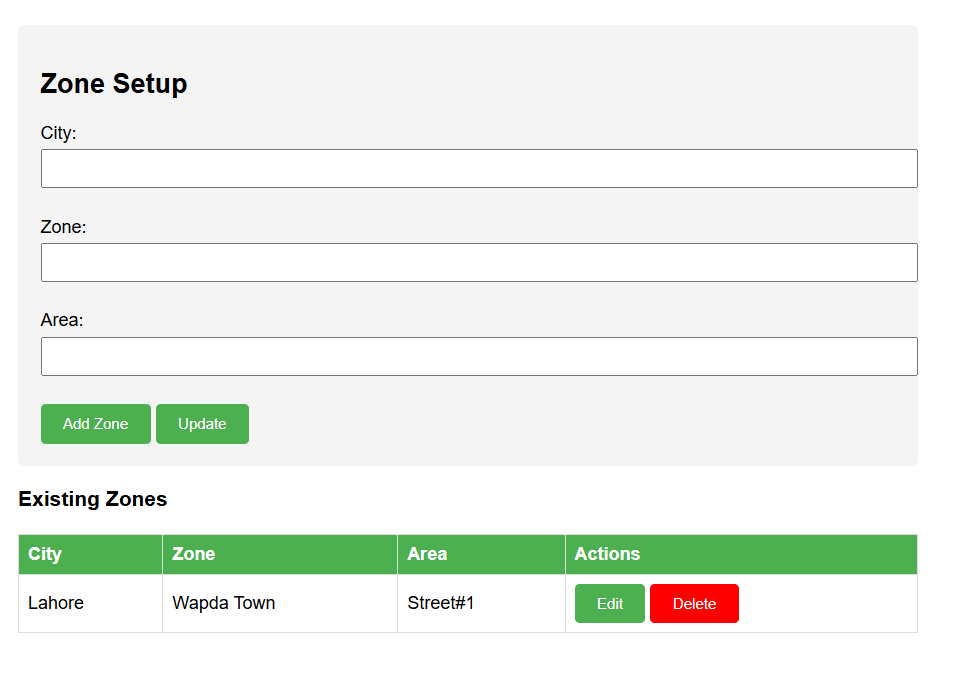 Zone Setup
City:
Zone:
Area:
Add Zone Update
Existing Zones
City Zone Area Actions
Lahore Wapda Town Street#1 Edit Delete